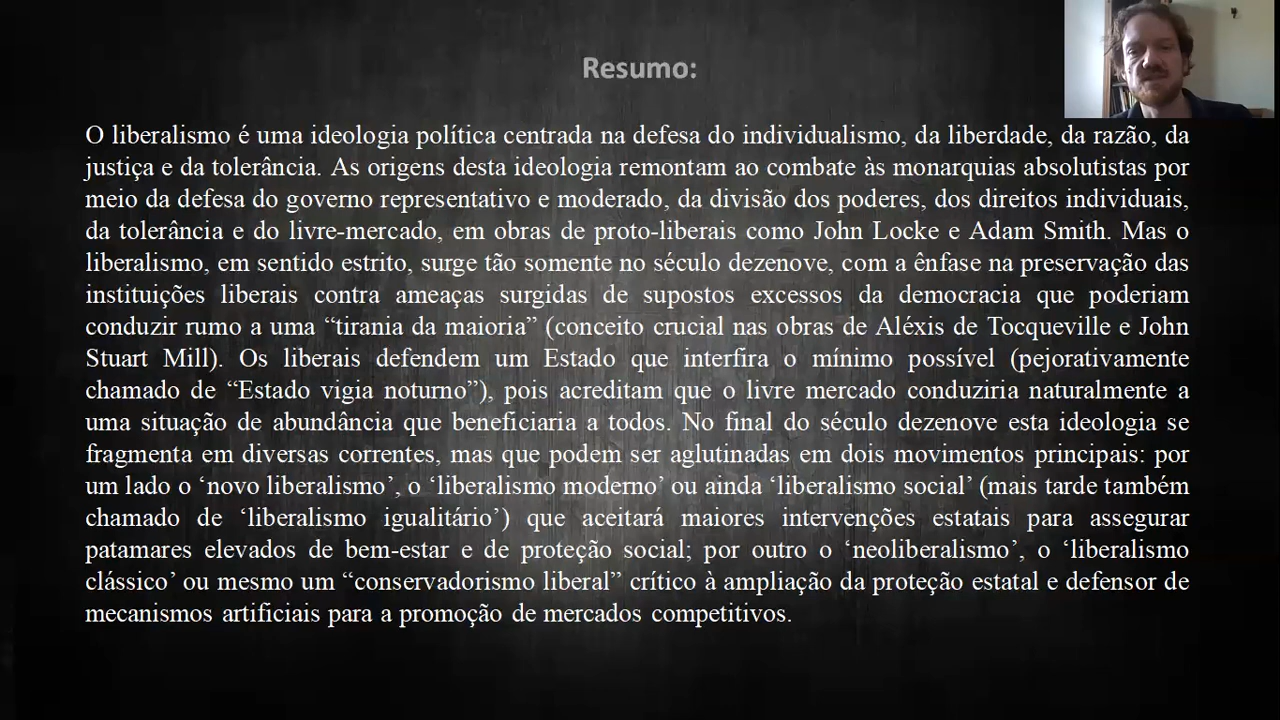 Resumo:
O liberalismo é uma ideologia política centrada na defesa do individualismo, da liberdade, da razão, da
justiça e da tolerância. As origens desta ideologia remontam ao combate às monarquias absolutistas por
meio da defesa do governo representativo e moderado, da divisão dos poderes, dos direitos individuais,
da tolerância e do livre-mercado, em obras de proto-liberais como John Locke e Adam Smith. Mas o
liberalismo, em sentido estrito, surge tão somente no século dezenove, com a ênfase na preservação das
instituições liberais contra ameaças surgidas de supostos excessos da democracia que poderiam
conduzir rumo a uma “tirania da maioria” (conceito crucial nas obras de Aléxis de Tocqueville e John
Stuart Mill). Os liberais defendem um Estado que interfira o mínimo possível (pejorativamente
chamado de “Estado vigia noturno”), pois acreditam que o livre mercado conduziria naturalmente a
uma situação de abundância que beneficiaria a todos. No final do século dezenove esta ideologia se
fragmenta em diversas correntes, mas que podem ser aglutinadas em dois movimentos principais: por
um lado o ‘novo liberalismo’, o ‘liberalismo moderno’ ou ainda ‘liberalismo social’ (mais tarde também
chamado de ‘liberalismo igualitário’) que aceitará maiores intervenções estatais para assegurar
patamares elevados de bem-estar e de proteção social; por outro o ‘neoliberalismo’, o ‘liberalismo
clássico’ ou mesmo um “conservadorismo liberal” crítico à ampliação da proteção estatal e defensor de
mecanismos artificiais para a promoção de mercados competitivos.